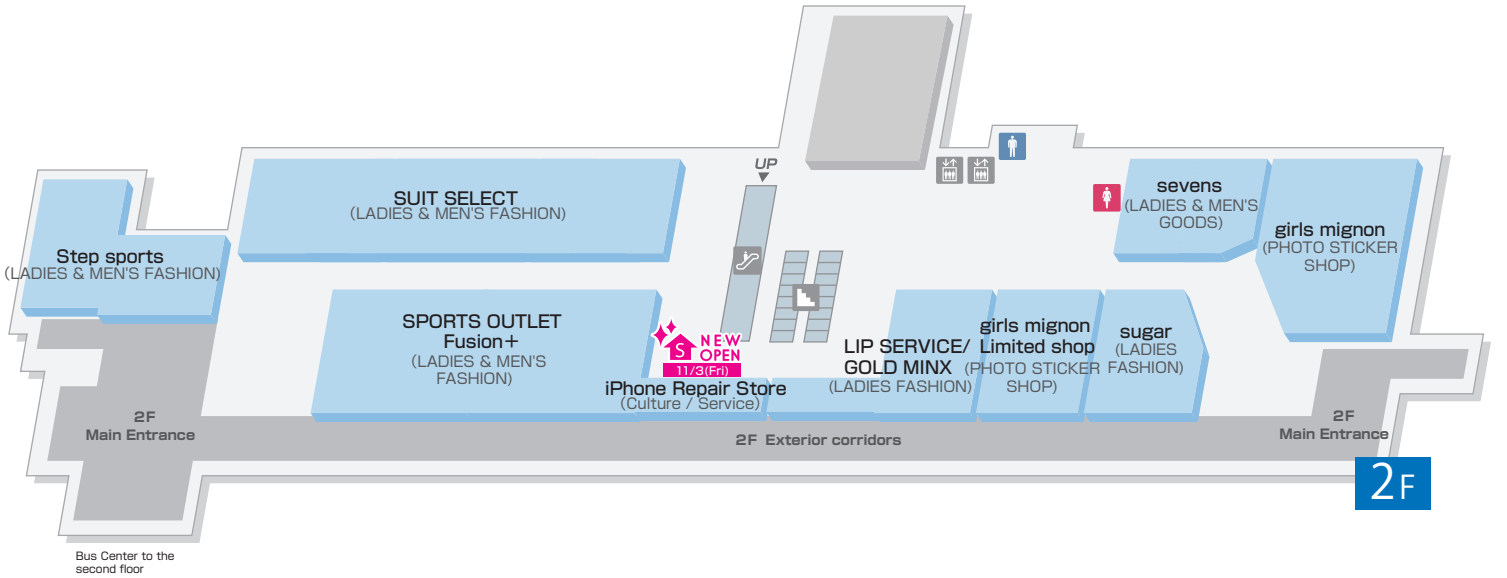 UP
SUIT SELECT
(LADIES & MEN'S FASHION)
sevens
(LADIES & MEN'S
GOODS)
girls mignon
(PHOTO STICKER
SHOP)
Step sports
(LADIES & MEN'S FASHION)
SPORTS OUTLET
Fusion+
(LADIES & MEN'S
FASHION)
S
NEW
OPEN
11/3(Fri)
iPhone Repair Store
(Culture / Service)
LIP SERVICE/
GOLD MINX
(LADIES FASHION)
girls mignon
Limited shop
(PHOTO STICKER
SHOP)
sugar
(LADIES
FASHION)
2F
Main Entrance
2F Exterior corridors
2F
Main Entrance
2F
Bus Center to the
second floor